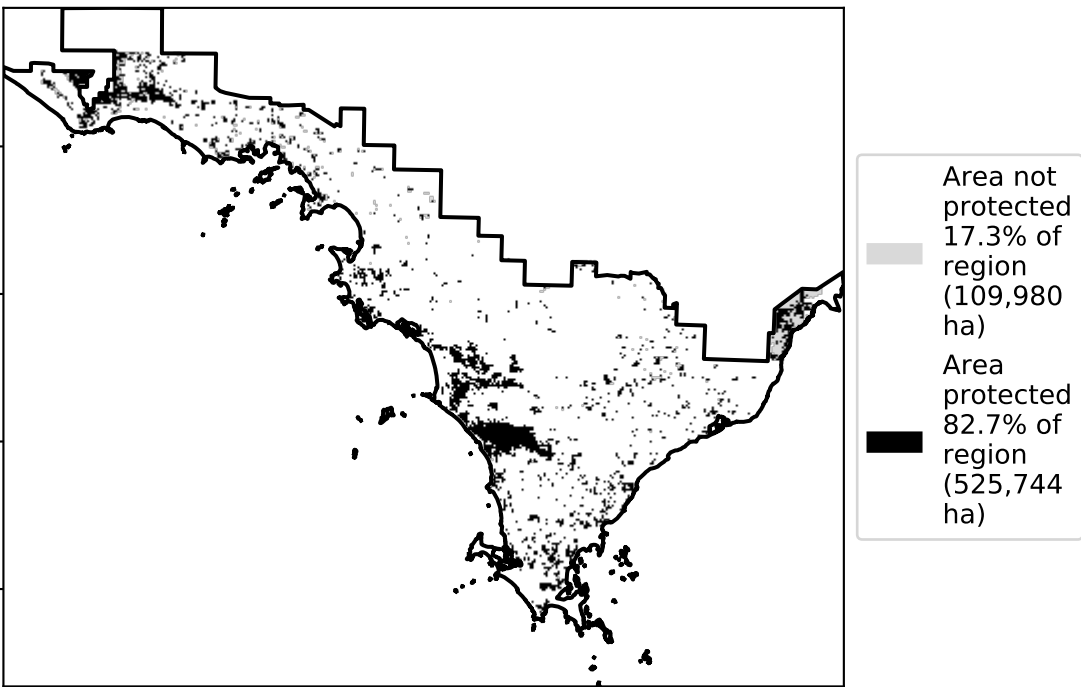 Area not
protected
17.3% of
region
(109,980
ha)
Area
protected
82.7% of
region
(525,744
ha)